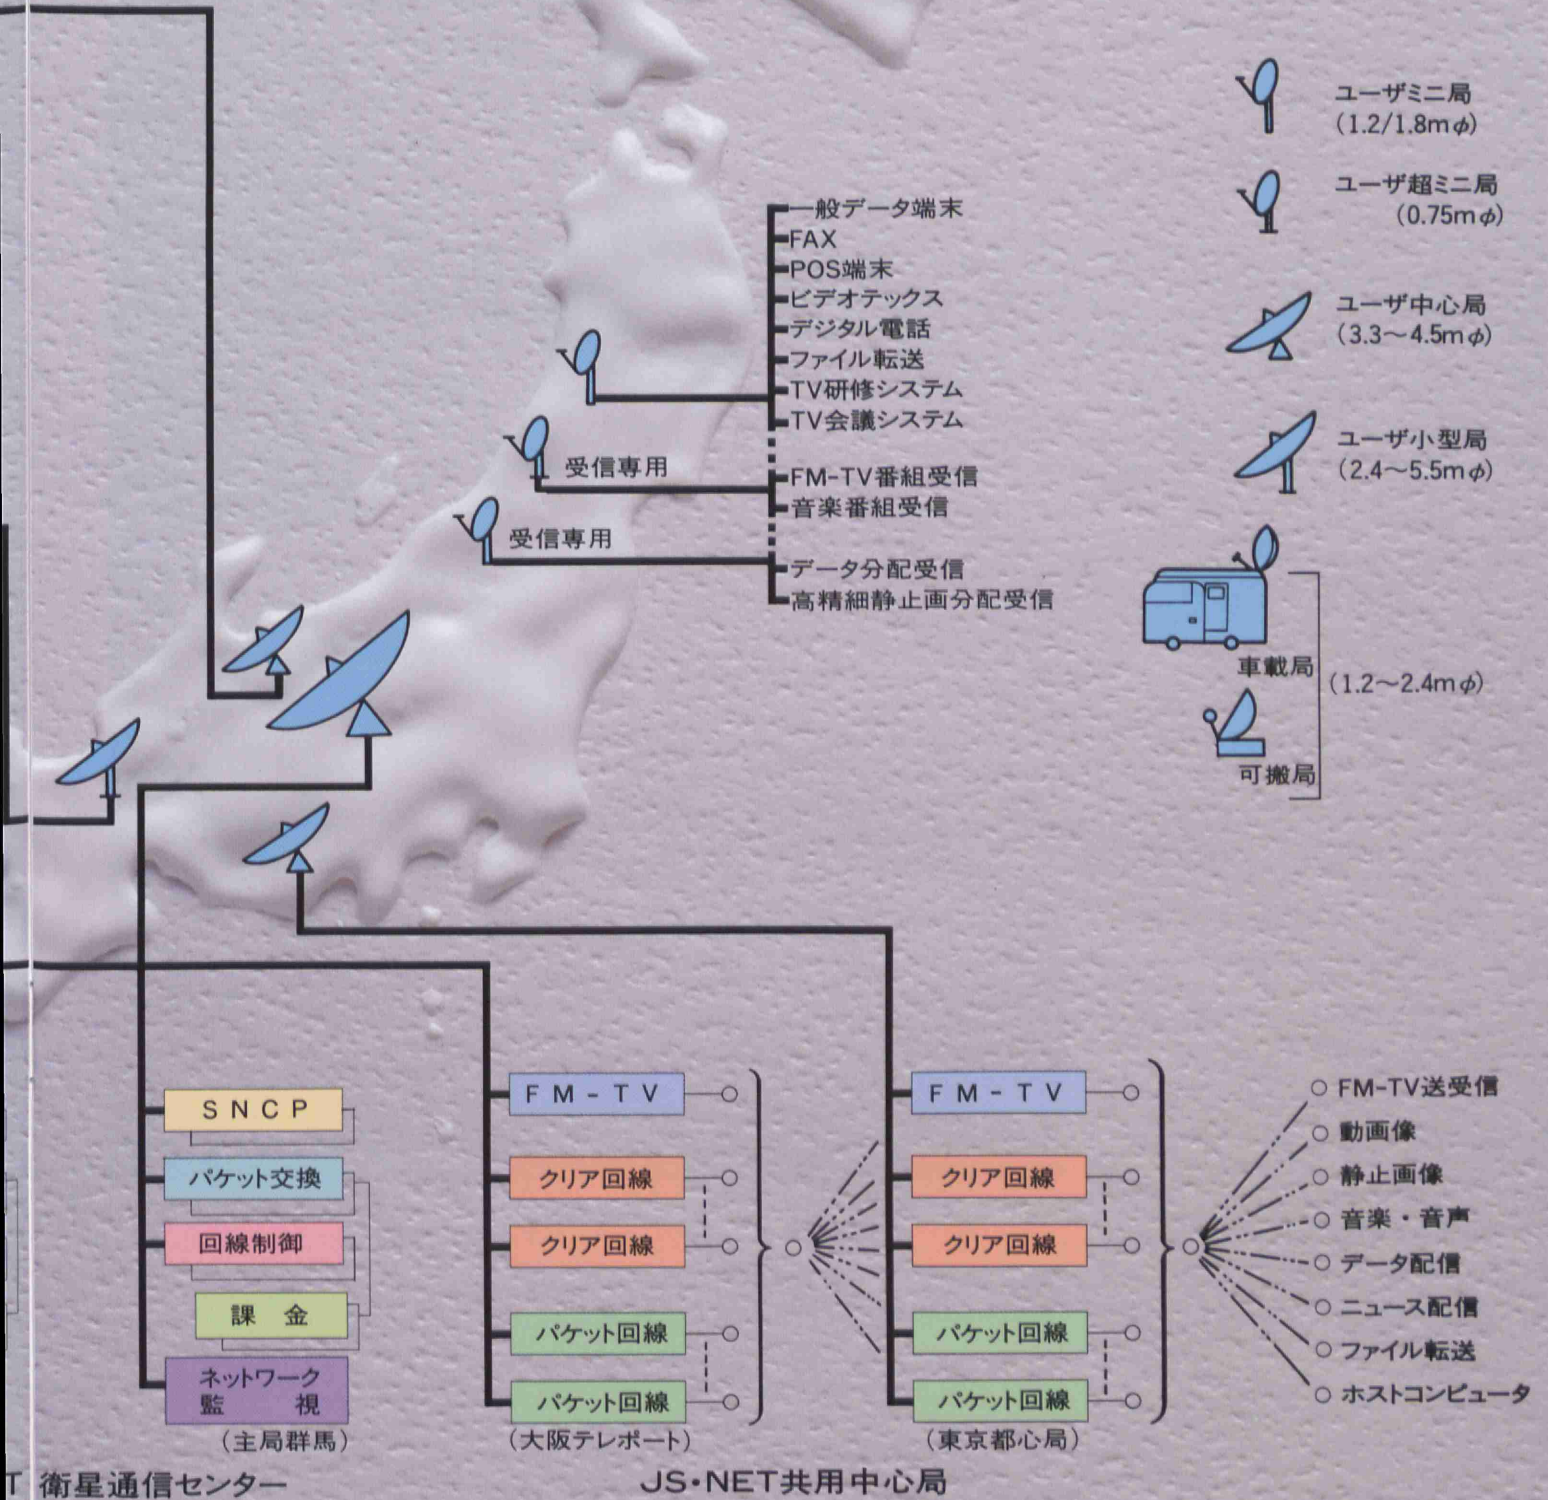 ユーザミニ局
(1.2/1.8mφ)
ユーザ超ミニ局
(0.75mφ)
ユーザ中心局
(3.3〜4.5mφ)
ユーザ小型局
(2.4〜5.5mφ)
車載局
(1.2〜2.4mφ)
可搬局
一般データ端末
FAX
POS端末
ビデオテックス
デジタル電話
ファイル転送
TV研修システム
TV会議システム
受信専用
FM-TV番組受信
音楽番組受信
受信専用
データ分配受信
高精細静止画分配受信
SNCP
パケット交換
回線制御
課 金
ネットワーク
監 視
(主局群馬)
T 衛星通信センター
FM-TV
クリア回線
クリア回線
パケット回線
パケット回線
(大阪テレポート)
FM-TV
クリア回線
クリア回線
パケット回線
パケット回線
(東京都心局)
JS・NET共用中心局
FM-TV送受信
動画像
静止画像
音楽・音声
データ配信
ニュース配信
ファイル転送
ホストコンピュータ